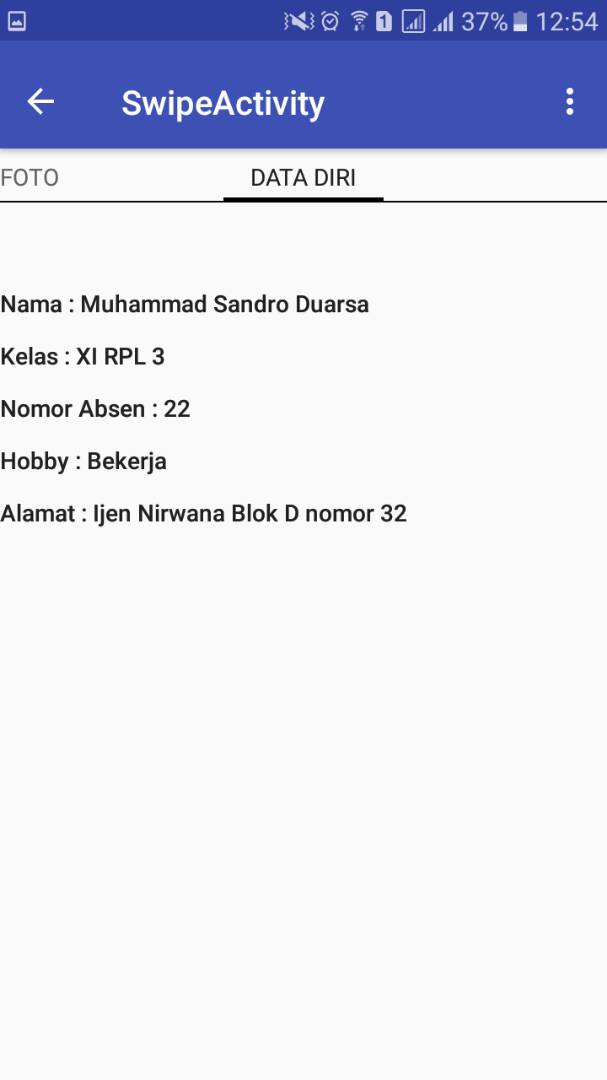 1 37% 12:54
SwipeActivity
FOTO DATA DIRI
Nama : Muhammad Sandro Duarsa
Kelas : XI RPL 3
Nomor Absen : 22
Hobby : Bekerja
Alamat : Ijen Nirwana Blok D nomor 32